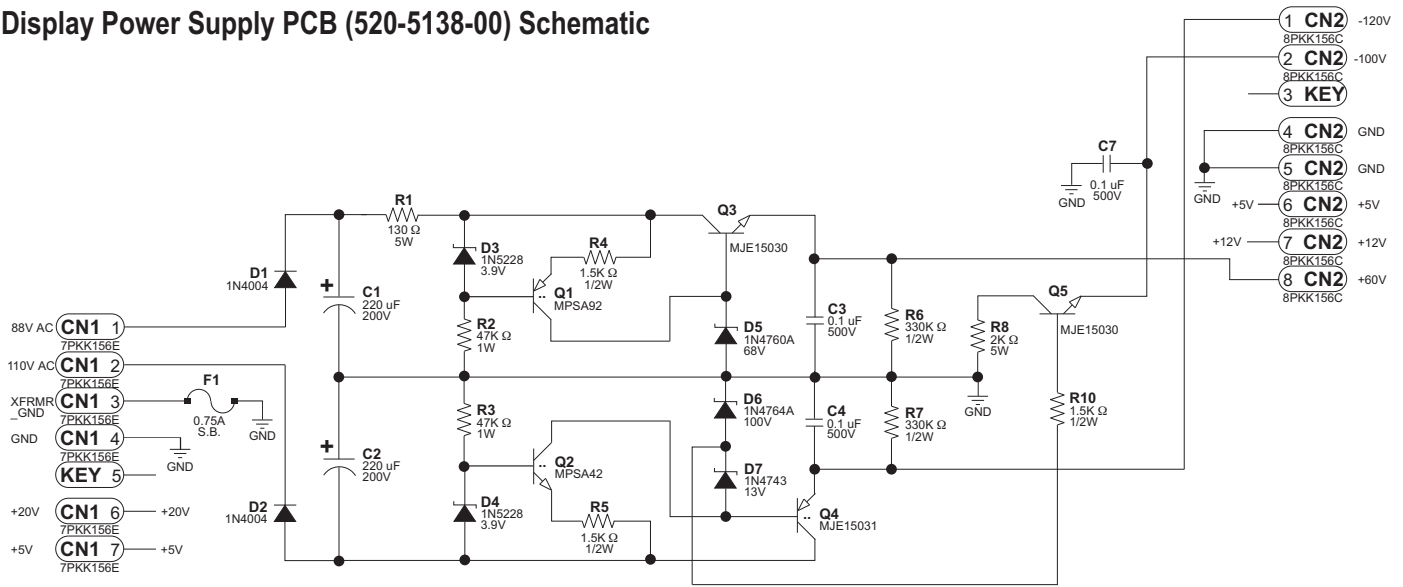 Display Power Supply PCB (520-5138-00) Schematic
1 CN2 -120V
8PKK156C
2 CN2 -100V
8PKK156C
3 KEY
4 CN2 GND
8PKK156C
5 CN2 GND
8PKK156C
GND
+5V 6 CN2 +5V
8PKK156C
+12V 7 CN2 +12V
8PKK156C
8 CN2 +60V
8PKK156C
C7
0.1 uF
500V
GND
R1
130 Ω
5W
D3
1N5228
3.9V
R4
1.5K Ω
1/2W
Q3
MJE15030
D1
1N4004
+
C1
220 uF
200V
Q1
MPSA92
R2
47K Ω
1W
D5
1N4760A
68V
C3
0.1 uF
500V
R6
330K Ω
1/2W
R8
2K Ω
5W
Q5
MJE15030
88V AC CN1 1
7PKK156E
110V AC CN1 2
7PKK156E
XFRMR
_GND
CN1 3
7PKK156E
F1
0.75A
S.B.
GND
GND CN1 4
7PKK156E
GND
KEY 5
+20V CN1 6 +20V
7PKK156E
+5V CN1 7 +5V
7PKK156E
R3
47K Ω
1W
D6
1N4764A
100V
C4
0.1 uF
500V
R7
330K Ω
1/2W
GND
R10
1.5K Ω
1/2W
+
C2
220 uF
200V
Q2
MPSA42
D7
1N4743
13V
D2
1N4004
D4
1N5228
3.9V
R5
1.5K Ω
1/2W
Q4
MJE15031